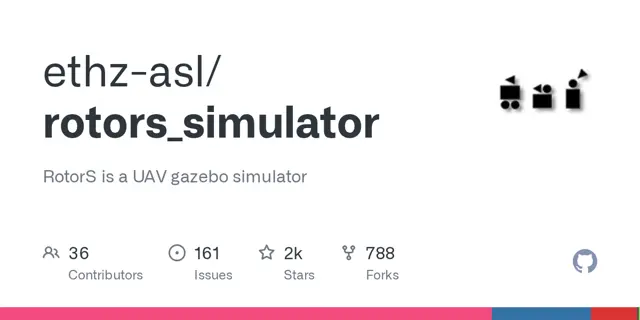 ethz-asl/
rotors_simulator
RotorS is a UAV gazebo simulator
36
Contributors
161
Issues
2k
Stars
788
Forks